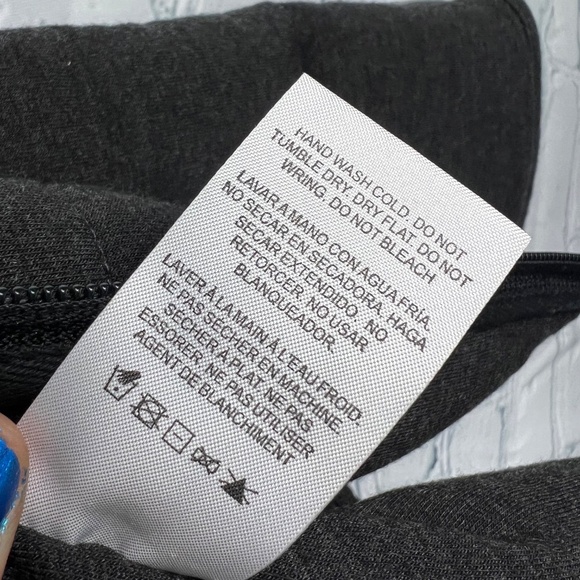 HAND WASH COLD. DO NOT
TUMBLE DRY. DRY FLAT. DO NOT
WRING. DO NOT BLEACH
LAVAR A MANO CON AGUA FRÍA.
NO SECAR EN SECADORA. HAGA
SECAR EXTENDIDO. NO
RETORCER. NO USAR
BLANQUEADOR.
LAVER À LA MAIN À L'EAU FROID.
NE PAS SÉCHER EN MACHINE.
SÉCHER À PLAT. NE PAS
ESSORER. NE PAS UTILISER
AGENT DE BLANCHIMENT